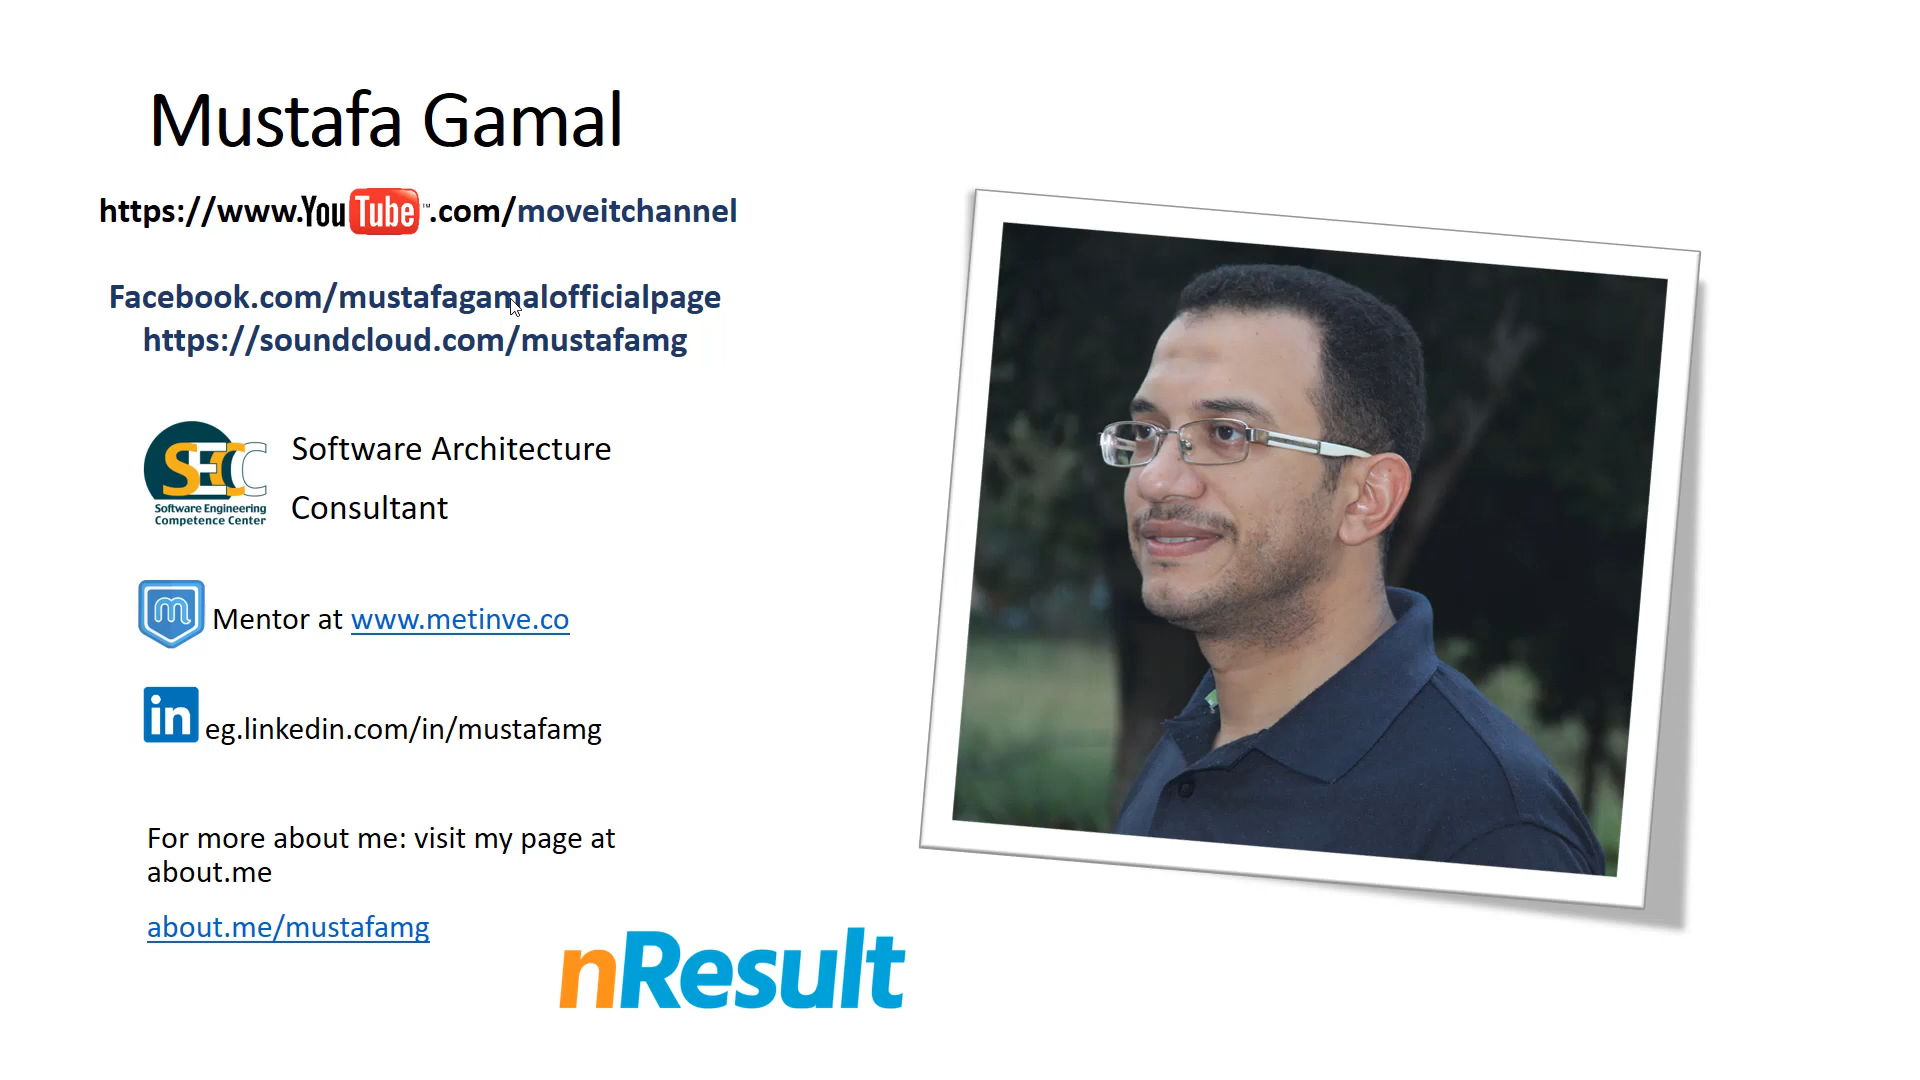 Mustafa Gamal
https://www.YouTube™.com/moveitchannel
Facebook.com/mustafagamalofficialpage
https://soundcloud.com/mustafamg
SECC
Software Engineering
Competence Center
Software Architecture
Consultant
m Mentor at www.metinve.co
in eg.linkedin.com/in/mustafamg
For more about me: visit my page at
about.me
about.me/mustafamg
nResult